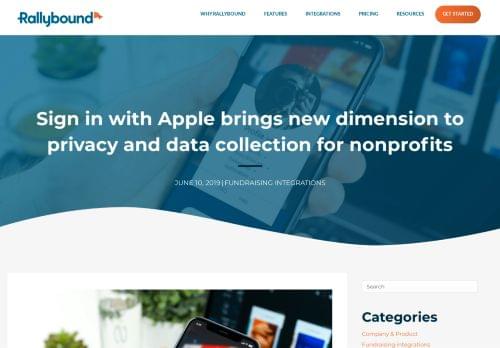 Rallybound
WHY RALLYBOUND FEATURES INTEGRATIONS PRICING RESOURCES GET STARTED
Sign in with Apple brings new dimension to
privacy and data collection for nonprofits
JUNE 10, 2019 | FUNDRAISING INTEGRATIONS
Search
Categories
Company & Product
Fundraising integrations